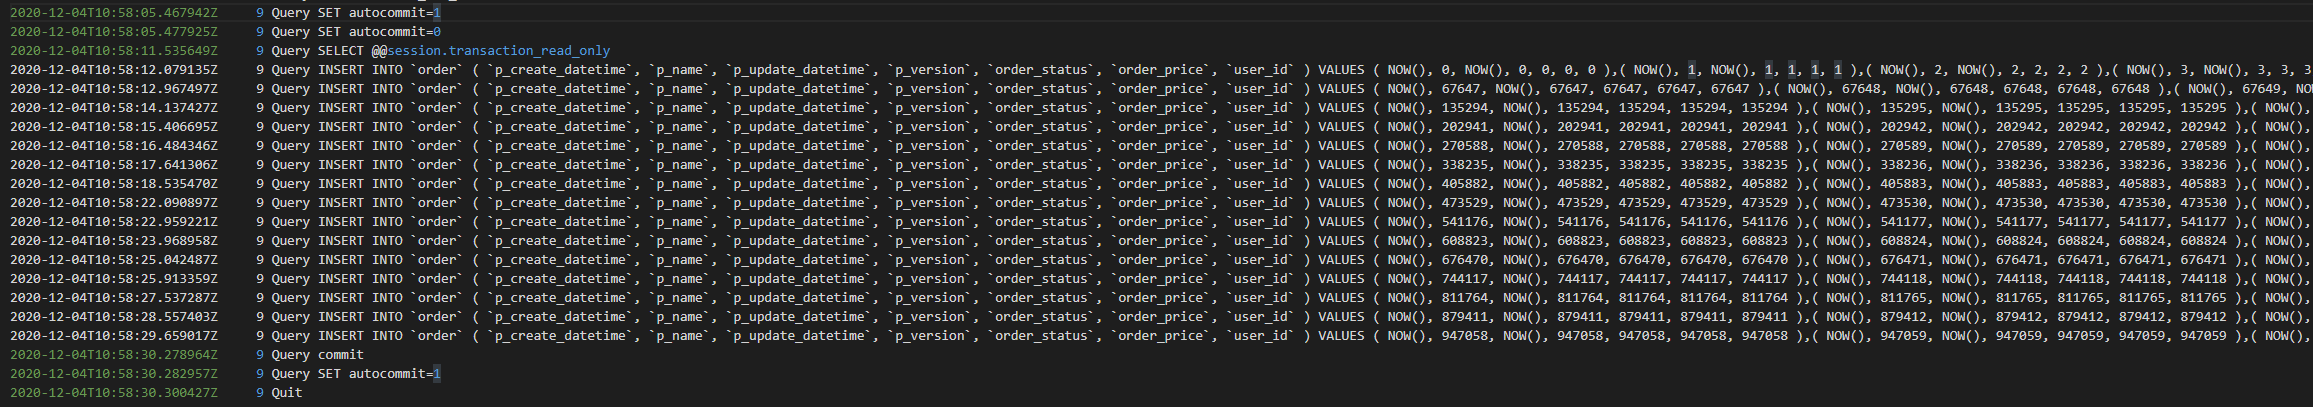 2020-12-04T10:58:05.467942Z 9 Query SET autocommit=1
2020-12-04T10:58:05.477925Z 9 Query SET autocommit=0
2020-12-04T10:58:11.535649Z 9 Query SELECT @@session.transaction_read_only
2020-12-04T10:58:12.079135Z 9 Query INSERT INTO `order` ( `p_create_datetime`, `p_name`, `p_update_datetime`, `p_version`, `order_status`, `order_price`, `user_id` ) VALUES ( NOW(), 0, NOW(), 0, 0, 0, 0 ),( NOW(), 1, NOW(), 1, 1, 1, 1 ),( NOW(), 2, NOW(), 2, 2, 2, 2 ),( NOW(), 3, NOW(), 3, 3, 3
2020-12-04T10:58:12.967497Z 9 Query INSERT INTO `order` ( `p_create_datetime`, `p_name`, `p_update_datetime`, `p_version`, `order_status`, `order_price`, `user_id` ) VALUES ( NOW(), 67647, NOW(), 67647, 67647, 67647, 67647 ),( NOW(), 67648, NOW(), 67648, 67648, 67648, 67648 ),( NOW(), 67649, NO
2020-12-04T10:58:14.137427Z 9 Query INSERT INTO `order` ( `p_create_datetime`, `p_name`, `p_update_datetime`, `p_version`, `order_status`, `order_price`, `user_id` ) VALUES ( NOW(), 135294, NOW(), 135294, 135294, 135294, 135294 ),( NOW(), 135295, NOW(), 135295, 135295, 135295, 135295 ),( NOW(),
2020-12-04T10:58:15.406695Z 9 Query INSERT INTO `order` ( `p_create_datetime`, `p_name`, `p_update_datetime`, `p_version`, `order_status`, `order_price`, `user_id` ) VALUES ( NOW(), 202941, NOW(), 202941, 202941, 202941, 202941 ),( NOW(), 202942, NOW(), 202942, 202942, 202942, 202942 ),( NOW(),
2020-12-04T10:58:16.484346Z 9 Query INSERT INTO `order` ( `p_create_datetime`, `p_name`, `p_update_datetime`, `p_version`, `order_status`, `order_price`, `user_id` ) VALUES ( NOW(), 270588, NOW(), 270588, 270588, 270588, 270588 ),( NOW(), 270589, NOW(), 270589, 270589, 270589, 270589 ),( NOW(),
2020-12-04T10:58:17.641306Z 9 Query INSERT INTO `order` ( `p_create_datetime`, `p_name`, `p_update_datetime`, `p_version`, `order_status`, `order_price`, `user_id` ) VALUES ( NOW(), 338235, NOW(), 338235, 338235, 338235, 338235 ),( NOW(), 338236, NOW(), 338236, 338236, 338236, 338236 ),( NOW(),
2020-12-04T10:58:18.535470Z 9 Query INSERT INTO `order` ( `p_create_datetime`, `p_name`, `p_update_datetime`, `p_version`, `order_status`, `order_price`, `user_id` ) VALUES ( NOW(), 405882, NOW(), 405882, 405882, 405882, 405882 ),( NOW(), 405883, NOW(), 405883, 405883, 405883, 405883 ),( NOW(),
2020-12-04T10:58:22.090897Z 9 Query INSERT INTO `order` ( `p_create_datetime`, `p_name`, `p_update_datetime`, `p_version`, `order_status`, `order_price`, `user_id` ) VALUES ( NOW(), 473529, NOW(), 473529, 473529, 473529, 473529 ),( NOW(), 473530, NOW(), 473530, 473530, 473530, 473530 ),( NOW(),
2020-12-04T10:58:22.959221Z 9 Query INSERT INTO `order` ( `p_create_datetime`, `p_name`, `p_update_datetime`, `p_version`, `order_status`, `order_price`, `user_id` ) VALUES ( NOW(), 541176, NOW(), 541176, 541176, 541176, 541176 ),( NOW(), 541177, NOW(), 541177, 541177, 541177, 541177 ),( NOW(),
2020-12-04T10:58:23.968958Z 9 Query INSERT INTO `order` ( `p_create_datetime`, `p_name`, `p_update_datetime`, `p_version`, `order_status`, `order_price`, `user_id` ) VALUES ( NOW(), 608823, NOW(), 608823, 608823, 608823, 608823 ),( NOW(), 608824, NOW(), 608824, 608824, 608824, 608824 ),( NOW(),
2020-12-04T10:58:25.042487Z 9 Query INSERT INTO `order` ( `p_create_datetime`, `p_name`, `p_update_datetime`, `p_version`, `order_status`, `order_price`, `user_id` ) VALUES ( NOW(), 676470, NOW(), 676470, 676470, 676470, 676470 ),( NOW(), 676471, NOW(), 676471, 676471, 676471, 676471 ),( NOW(),
2020-12-04T10:58:25.913359Z 9 Query INSERT INTO `order` ( `p_create_datetime`, `p_name`, `p_update_datetime`, `p_version`, `order_status`, `order_price`, `user_id` ) VALUES ( NOW(), 744117, NOW(), 744117, 744117, 744117, 744117 ),( NOW(), 744118, NOW(), 744118, 744118, 744118, 744118 ),( NOW(),
2020-12-04T10:58:27.537287Z 9 Query INSERT INTO `order` ( `p_create_datetime`, `p_name`, `p_update_datetime`, `p_version`, `order_status`, `order_price`, `user_id` ) VALUES ( NOW(), 811764, NOW(), 811764, 811764, 811764, 811764 ),( NOW(), 811765, NOW(), 811765, 811765, 811765, 811765 ),( NOW(),
2020-12-04T10:58:28.557403Z 9 Query INSERT INTO `order` ( `p_create_datetime`, `p_name`, `p_update_datetime`, `p_version`, `order_status`, `order_price`, `user_id` ) VALUES ( NOW(), 879411, NOW(), 879411, 879411, 879411, 879411 ),( NOW(), 879412, NOW(), 879412, 879412, 879412, 879412 ),( NOW(),
2020-12-04T10:58:29.659017Z 9 Query INSERT INTO `order` ( `p_create_datetime`, `p_name`, `p_update_datetime`, `p_version`, `order_status`, `order_price`, `user_id` ) VALUES ( NOW(), 947058, NOW(), 947058, 947058, 947058, 947058 ),( NOW(), 947059, NOW(), 947059, 947059, 947059, 947059 ),( NOW(),
2020-12-04T10:58:30.278964Z 9 Query commit
2020-12-04T10:58:30.282957Z 9 Query SET autocommit=1
2020-12-04T10:58:30.300427Z 9 Quit